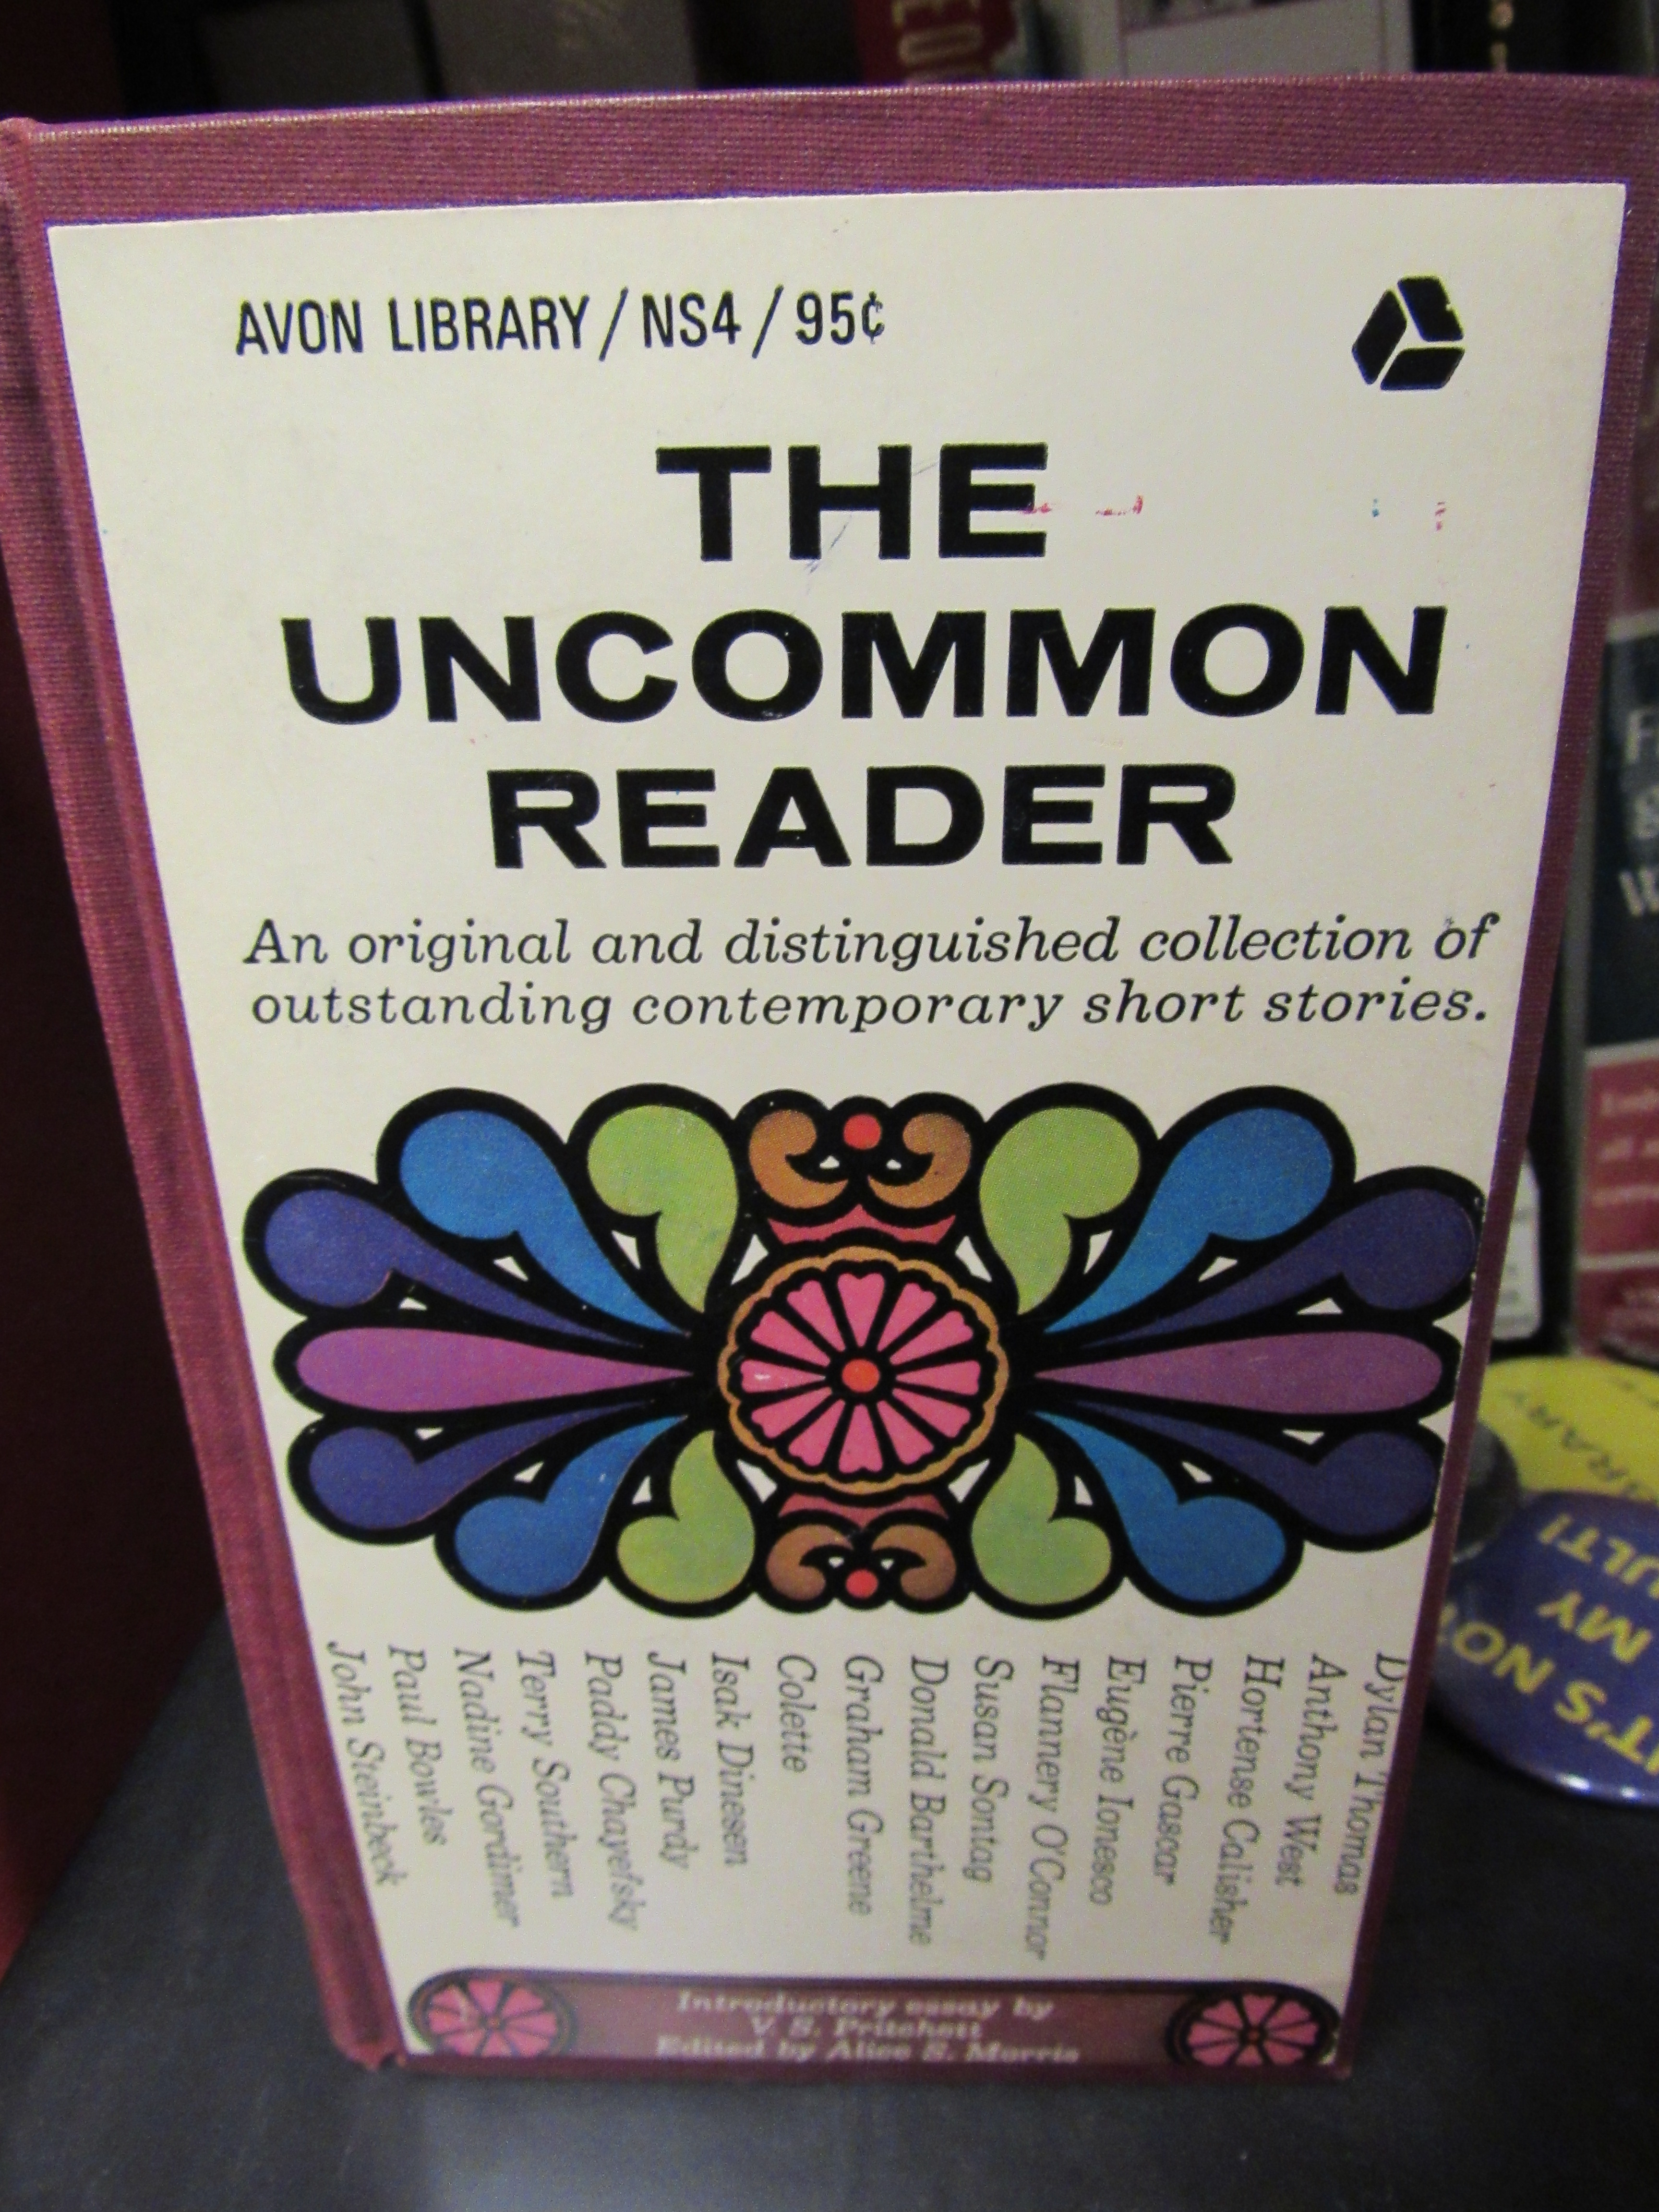 AVON LIBRARY / NS4 / 95¢
THE
UNCOMMON
READER
An original and distinguished collection of
outstanding contemporary short stories.
John Steinbeck
Paul Bowles
Nadine Gordimer
Terry Southern
Paddy Chayefsky
James Purdy
Isak Dinesen
Colette
Graham Greene
Donald Barthelme
Susan Sontag
Flannery O'Connor
Eugène Ionesco
Pierre Gascar
Hortense Calisher
Anthony West
Dylan Thomas
Introductory essay by
V. S. Pritchett
Edited by Alice S. Morris
IT'S NOT
MY